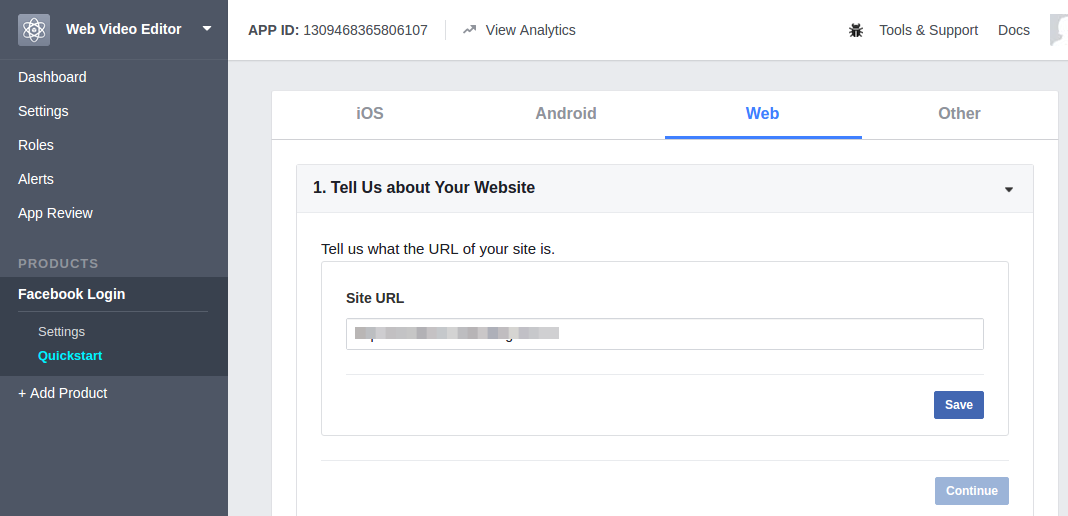 Web Video Editor
APP ID: 1309468365806107
View Analytics
Tools & Support
Docs
Dashboard
Settings
Roles
Alerts
App Review
PRODUCTS
Facebook Login
Settings
Quickstart
+ Add Product
iOS
Android
Web
Other
1. Tell Us about Your Website
Tell us what the URL of your site is.
Site URL
Save
Continue